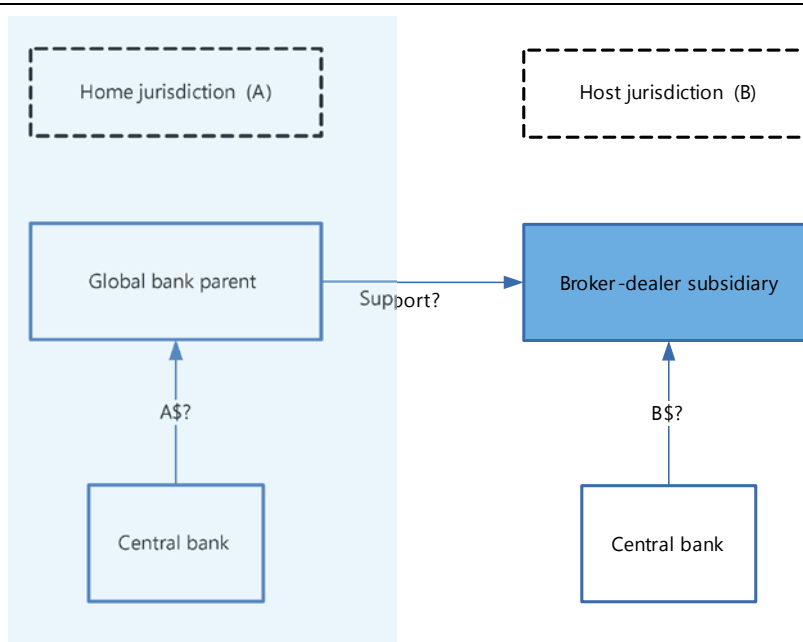 Home jurisdiction (A)
Host jurisdiction (B)
Global bank parent
Support?
Broker-dealer subsidiary
A$?
B$?
Central bank
Central bank